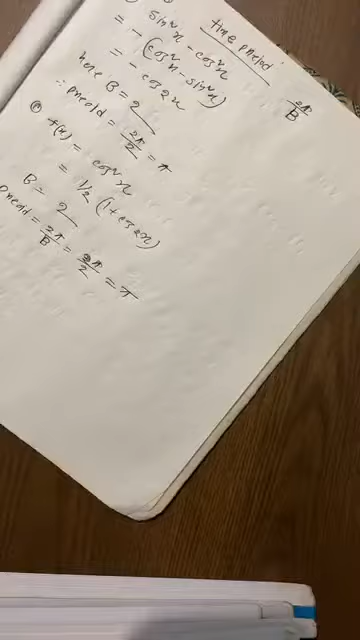 time period
2π/B
sin²x - cos²x
= - (cos²x - sin²x)
= - cos2x
here B = 2
∴ period = 2π/2 = π
f(x) = cos²x
= 1/2 (1 + cos2x)
B = 2
period = 2π/B = 2π/2 = π